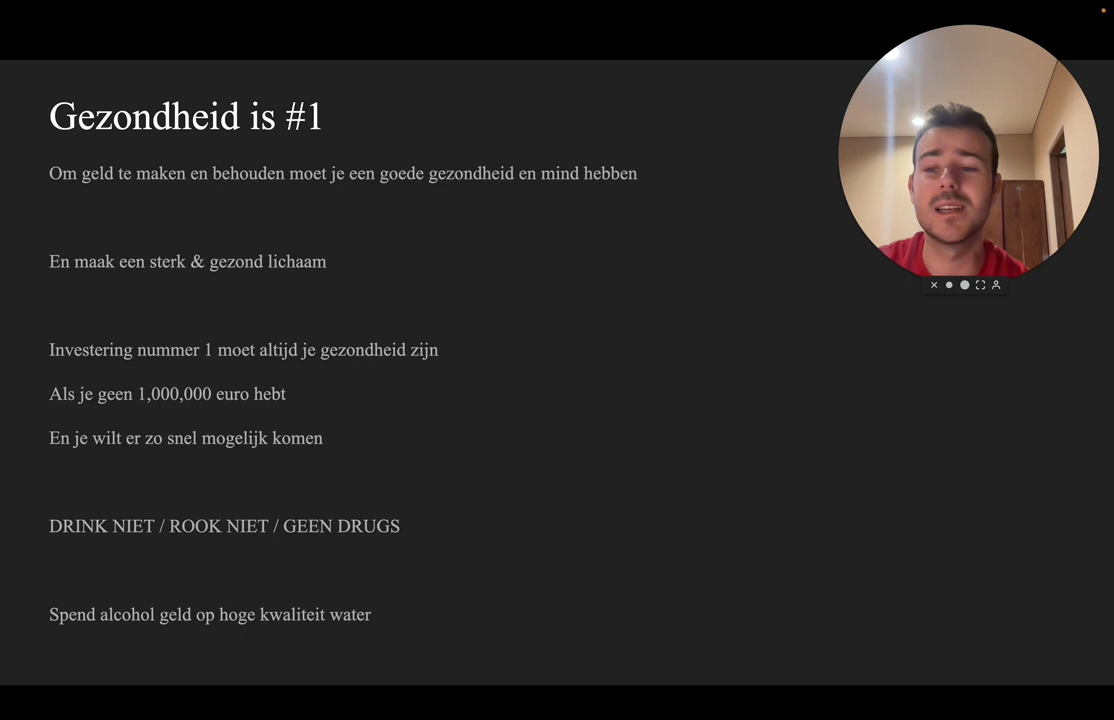 Gezondheid is #1
Om geld te maken en behouden moet je een goede gezondheid en mind hebben
En maak een sterk & gezond lichaam
Investering nummer 1 moet altijd je gezondheid zijn
Als je geen 1,000,000 euro hebt
En je wilt er zo snel mogelijk komen
DRINK NIET / ROOK NIET / GEEN DRUGS
Spend alcohol geld op hoge kwaliteit water